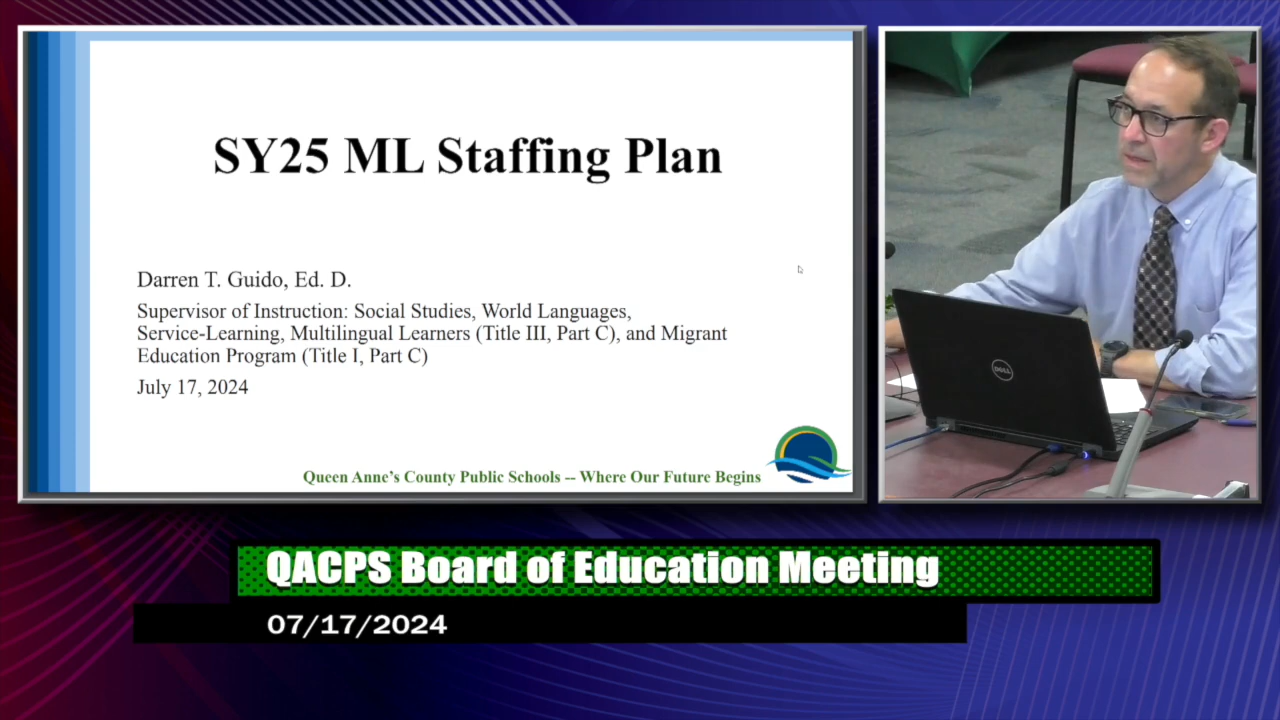 SY25 ML Staffing Plan
Darren T. Guido, Ed. D.
Supervisor of Instruction: Social Studies, World Languages,
Service-Learning, Multilingual Learners (Title III, Part C), and Migrant
Education Program (Title I, Part C)
July 17, 2024
Queen Anne's County Public Schools -- Where Our Future Begins
DELL
QACPS Board of Education Meeting
07/17/2024